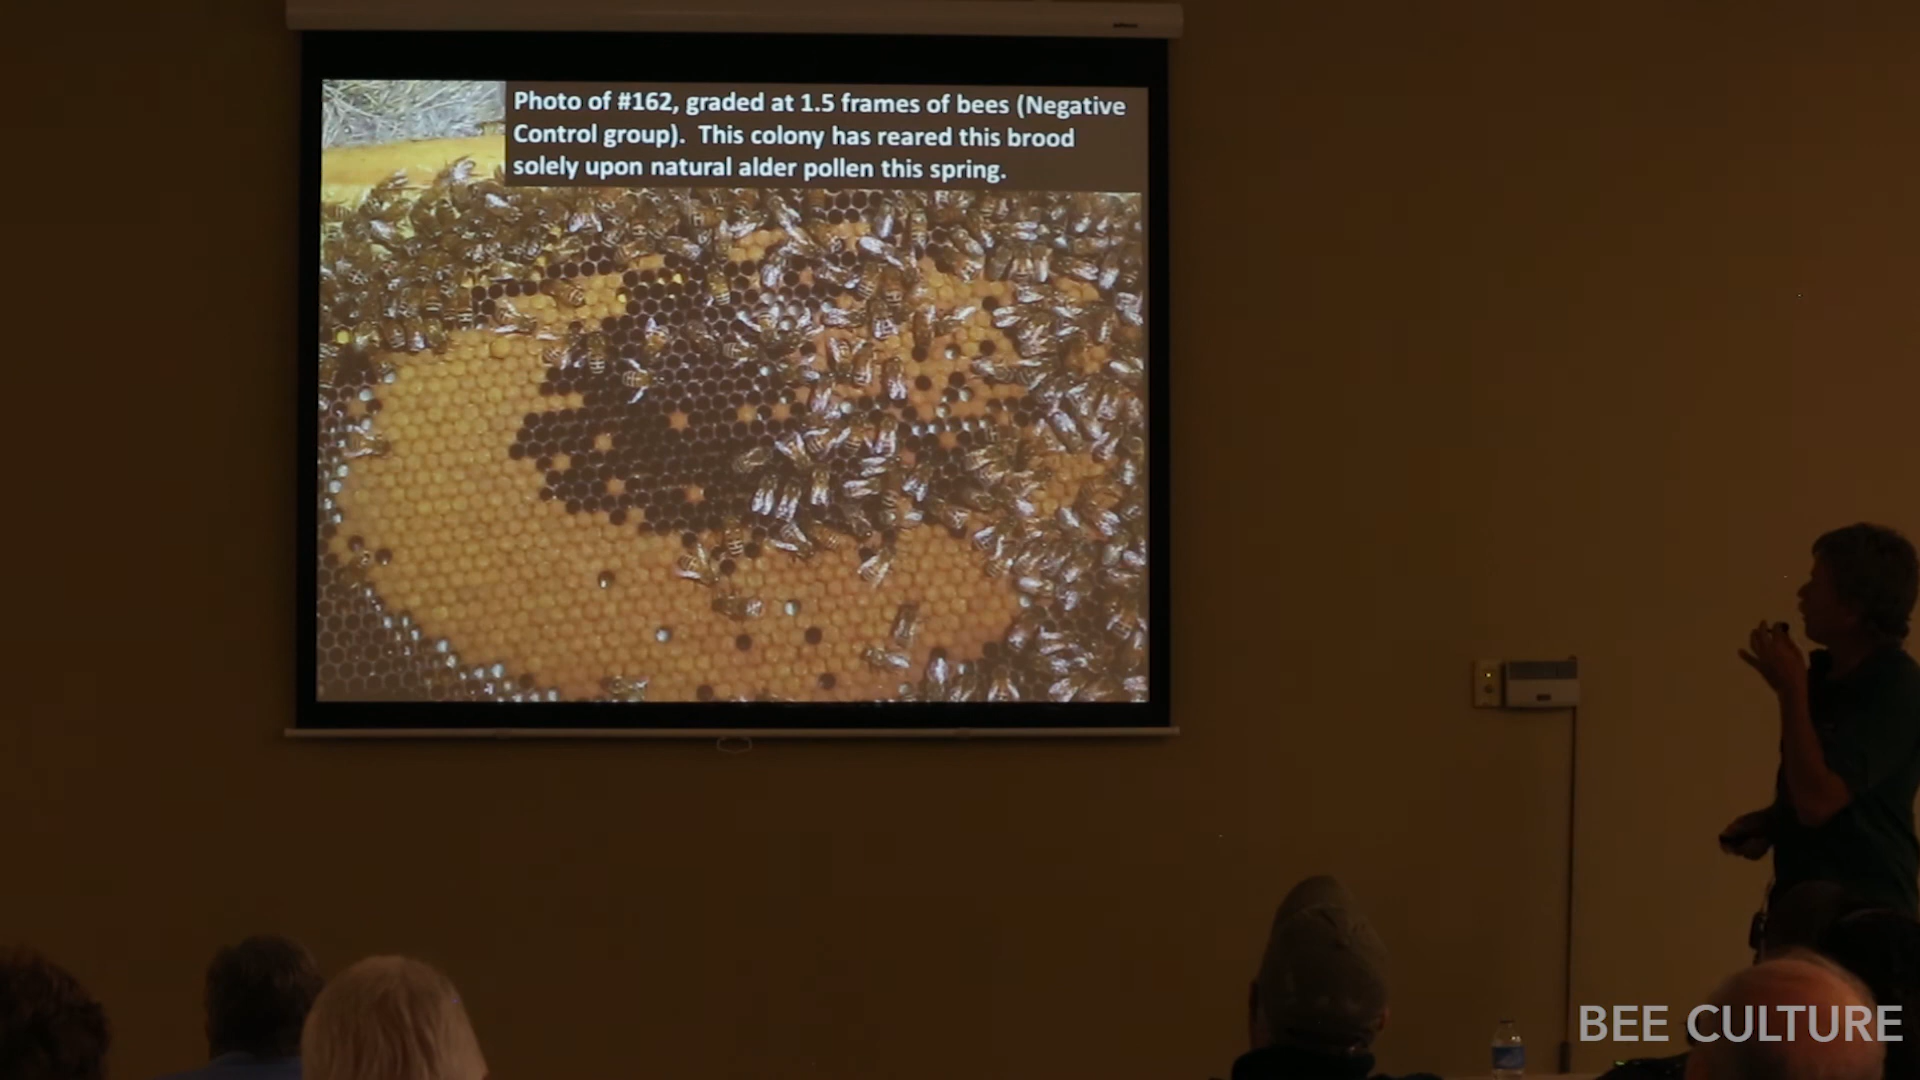 Photo of #162, graded at 1.5 frames of bees (Negative
Control group).  This colony has reared this brood
solely upon natural alder pollen this spring.
BEE CULTURE